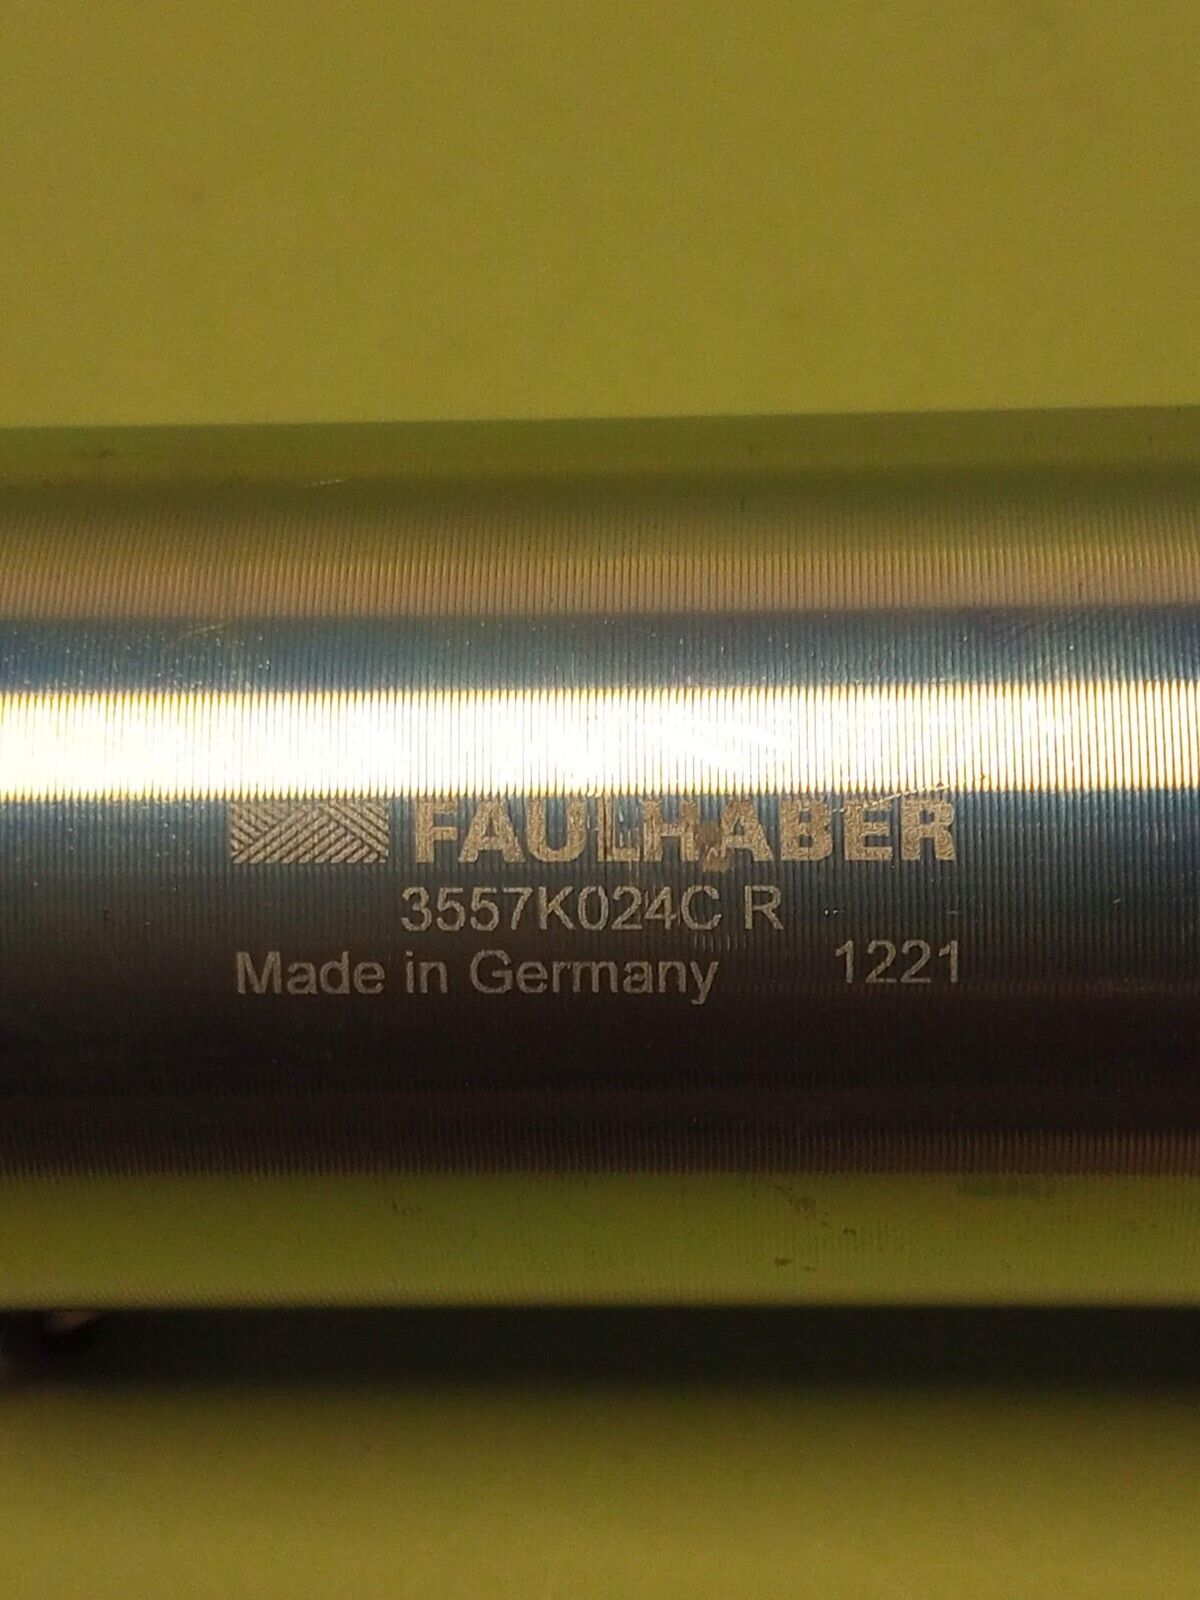 FAULHABER
3557K024C R
Made in Germany 1221